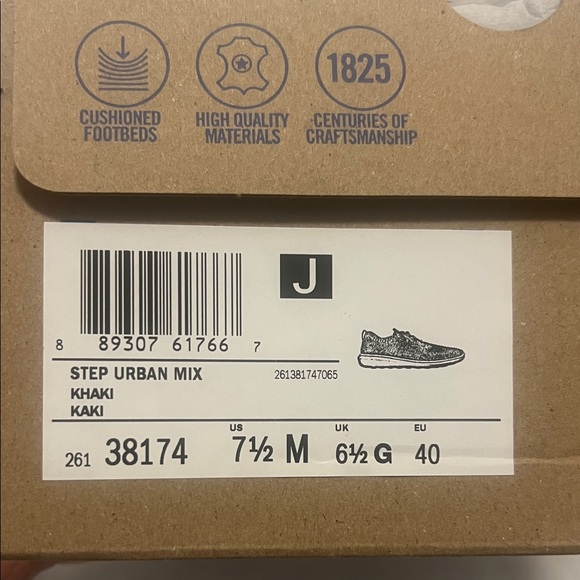 1825
CUSHIONED FOOTBEDS
HIGH QUALITY MATERIALS
CENTURIES OF CRAFTSMANSHIP
J
8 89307 61766 7
STEP URBAN MIX 261381747065
KHAKI
KAKI
US UK EU
261 38174 7½ M 6½ G 40